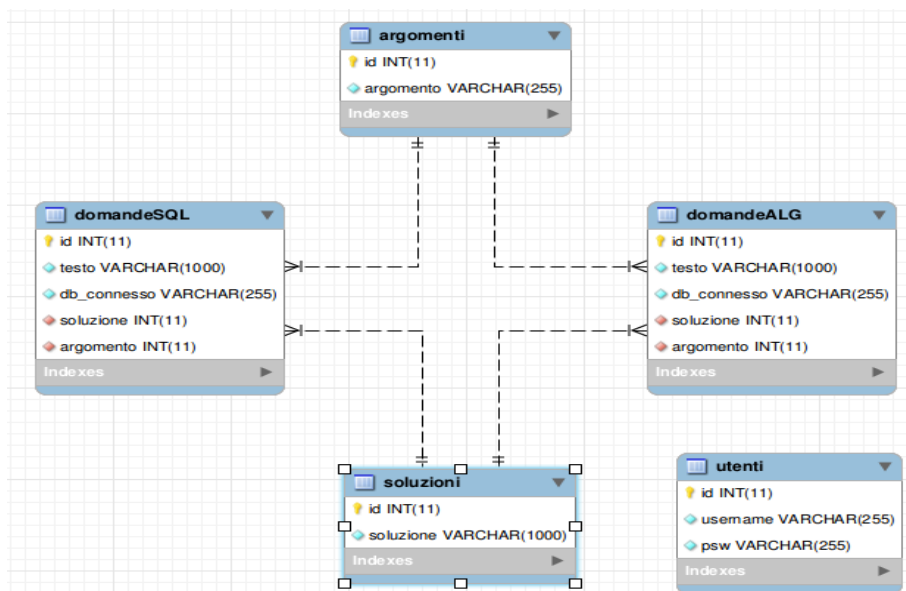 argomenti
id INT(11)
argomento VARCHAR(255)
Indexes
domandeSQL
id INT(11)
testo VARCHAR(1000)
db_connesso VARCHAR(255)
soluzione INT(11)
argomento INT(11)
Indexes
domandeALG
id INT(11)
testo VARCHAR(1000)
db_connesso VARCHAR(255)
soluzione INT(11)
argomento INT(11)
Indexes
soluzioni
id INT(11)
soluzione VARCHAR(1000)
Indexes
utenti
id INT(11)
username VARCHAR(255)
psw VARCHAR(255)
Indexes